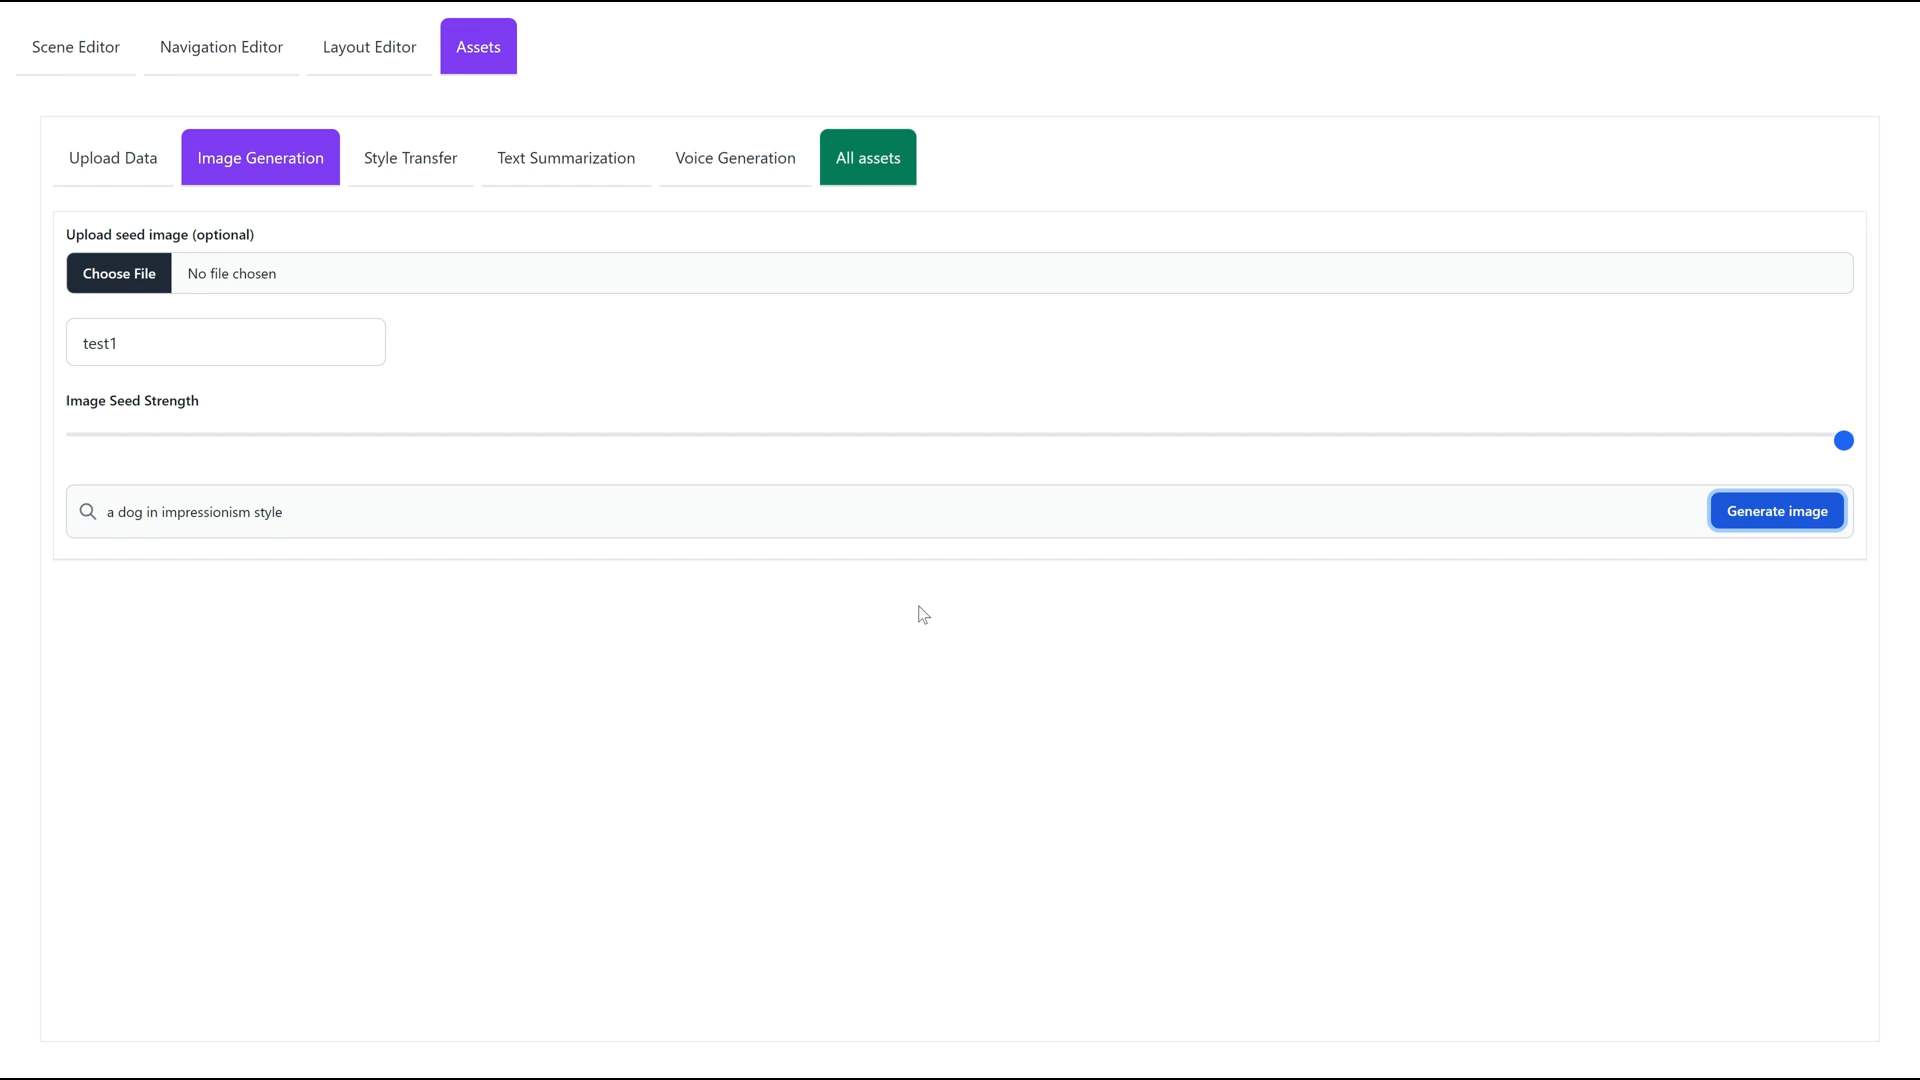 Scene Editor Navigation Editor Layout Editor Assets
Upload Data Image Generation Style Transfer Text Summarization Voice Generation All assets
Upload seed image (optional)
Choose File No file chosen
test1
Image Seed Strength
a dog in impressionism style Generate image